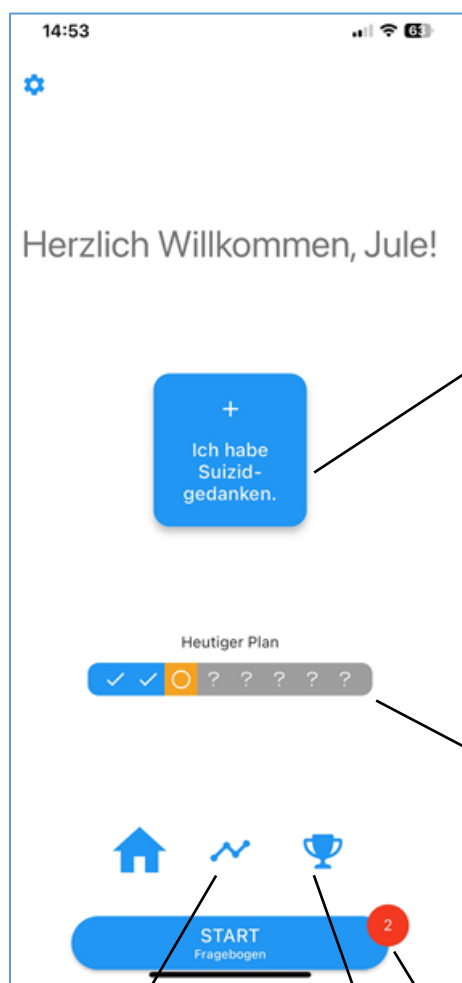 14:53
63
Herzlich Willkommen, Jule!
+
Ich habe
Suizid-
gedanken.
Heutiger Plan
? ? ? ? ?
2
START
Fragebogen